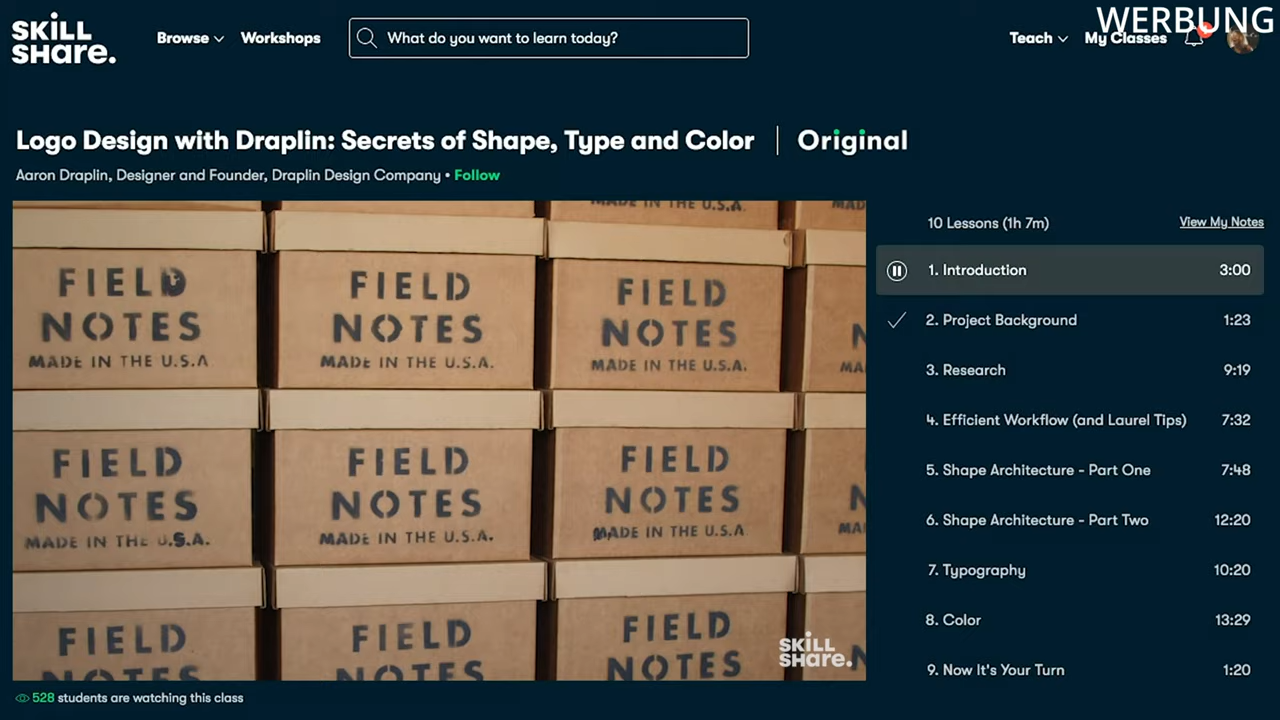 SKILL
SHARE.
Browse
Workshops
What do you want to learn today?
Teach
My Classes
WERBUNG
Logo Design with Draplin: Secrets of Shape, Type and Color | Original
Aaron Draplin, Designer and Founder, Draplin Design Company • Follow
MADE IN THE U.S.A.
MAD
FIELD
NOTES
MADE IN THE U.S.A
FIELD
NOTES
MADE IN THE U.S.A.
FIELD
NOTES
MADE IN THE U.S.A.
N
MA
FIELD
NOTES
MADE IN THE U.S.A.
FIELD
NOTES
MADE IN THE U.S.A.
FIELD
NOTES
MADE IN THE U.S.A
N
MAD
FIELD
NOTES
FIELD
NOTES
FIELD
NOTES
N
SKILL
SHARE.
528 students are watching this class
10 Lessons (1h 7m)
View My Notes
1. Introduction 3:00
2. Project Background 1:23
3. Research 9:19
4. Efficient Workflow (and Laurel Tips) 7:32
5. Shape Architecture - Part One 7:48
6. Shape Architecture - Part Two 12:20
7. Typography 10:20
8. Color 13:29
9. Now It's Your Turn 1:20